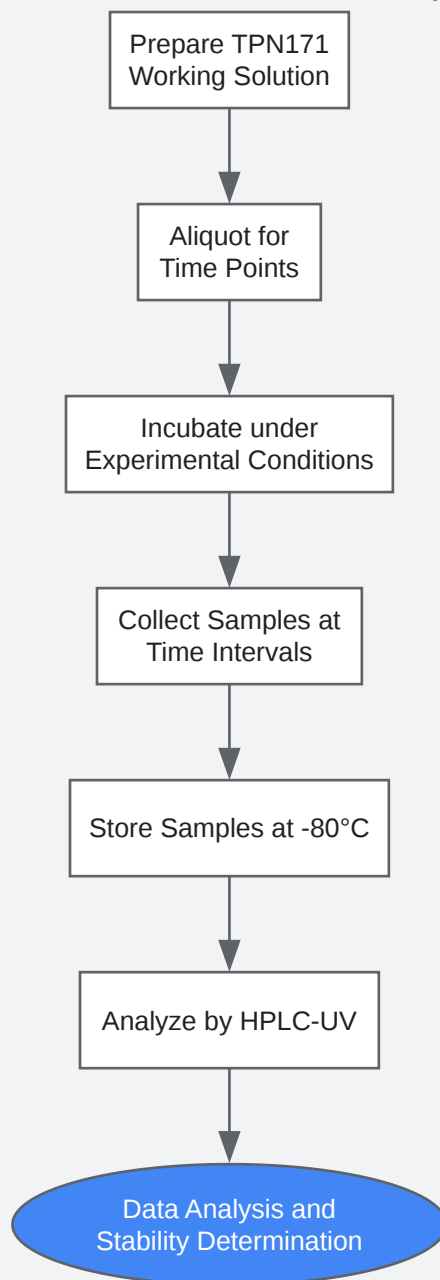 Prepare TPN171
Working Solution
Aliquot for
Time Points
Incubate under
Experimental Conditions
Collect Samples at
Time Intervals
Store Samples at -80°C
Analyze by HPLC-UV
Data Analysis and
Stability Determination